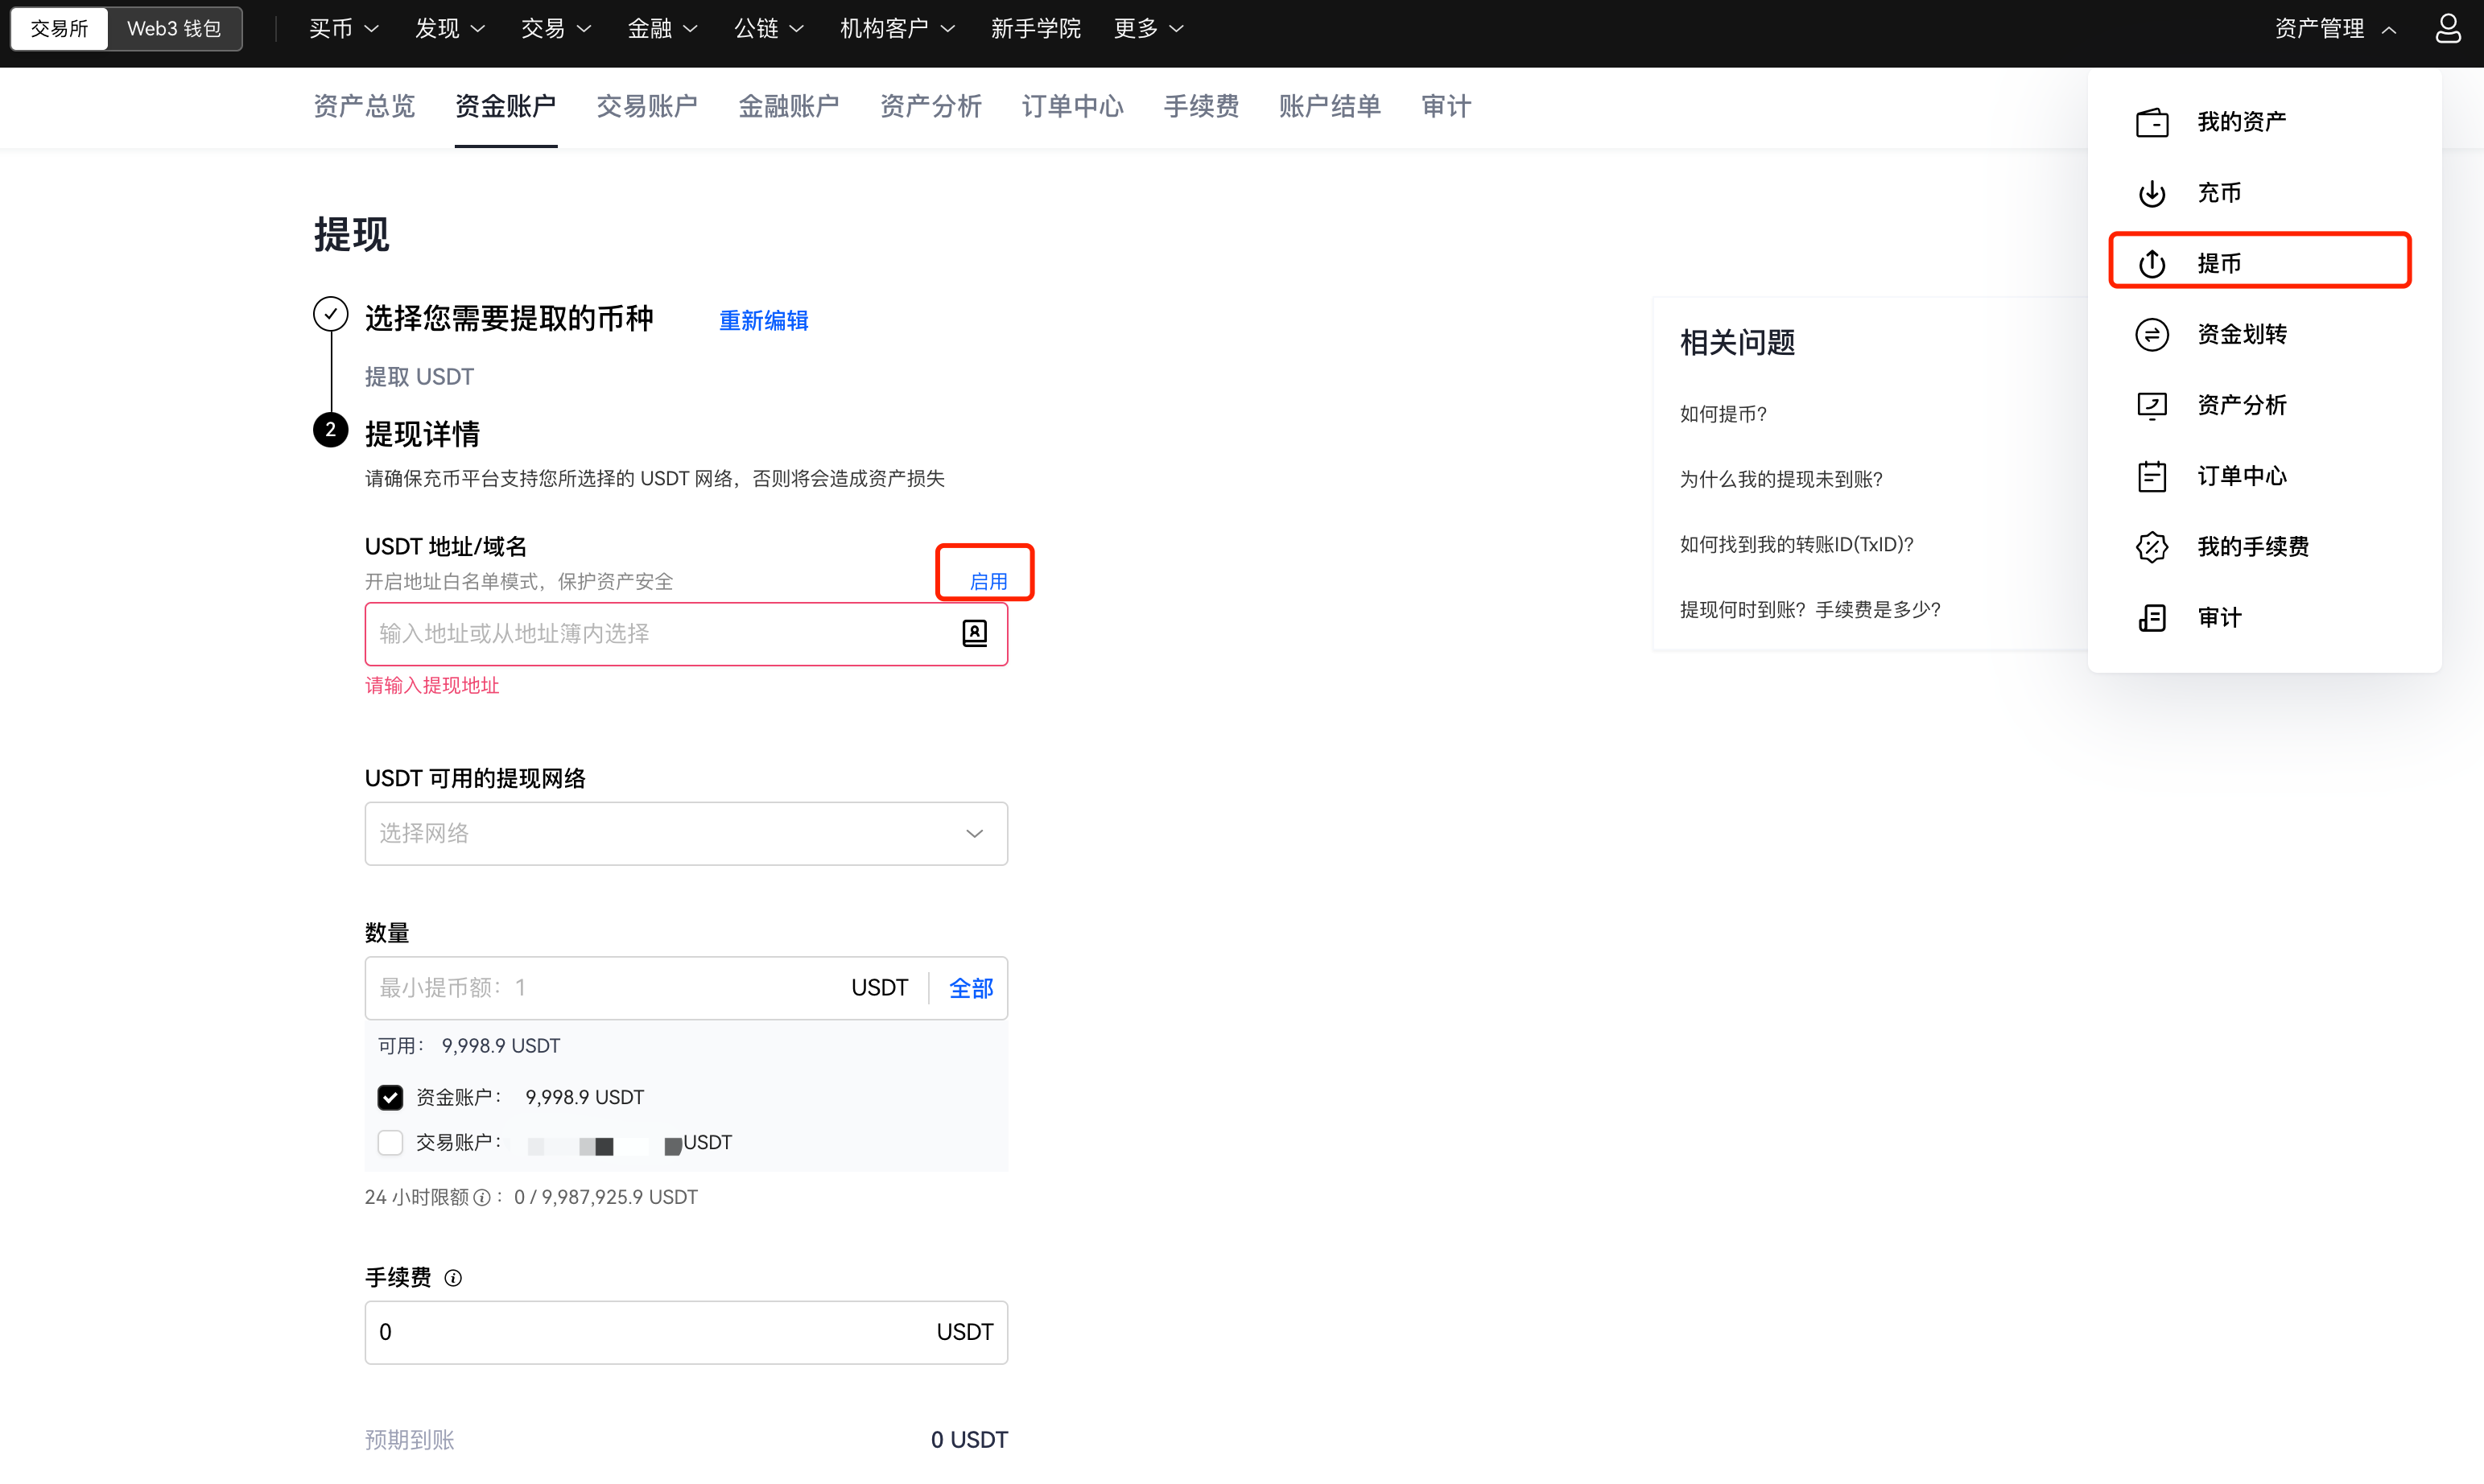 交易所 Web3 钱包 买币 发现 交易 金融 公链 机构客户 新手学院 更多 资产管理
资产总览 资金账户 交易账户 金融账户 资产分析 订单中心 手续费 账户结单 审计
我的资产
充币
提币
资金划转
资产分析
订单中心
我的手续费
审计
提现
选择您需要提取的币种 重新编辑
提取 USDT
2 提现详情
请确保充币平台支持您所选择的 USDT 网络，否则将会造成资产损失
USDT 地址/域名
开启地址白名单模式，保护资产安全 启用
输入地址或从地址簿内选择
请输入提现地址
USDT 可用的提现网络
选择网络
数量
最小提币额：1 USDT 全部
可用： 9,998.9 USDT
资金账户： 9,998.9 USDT
交易账户： USDT
24 小时限额 ：0 / 9,987,925.9 USDT
手续费
0 USDT
预期到账 0 USDT
相关问题
如何提币？
为什么我的提现未到账？
如何找到我的转账ID(TxID)？
提现何时到账？手续费是多少？